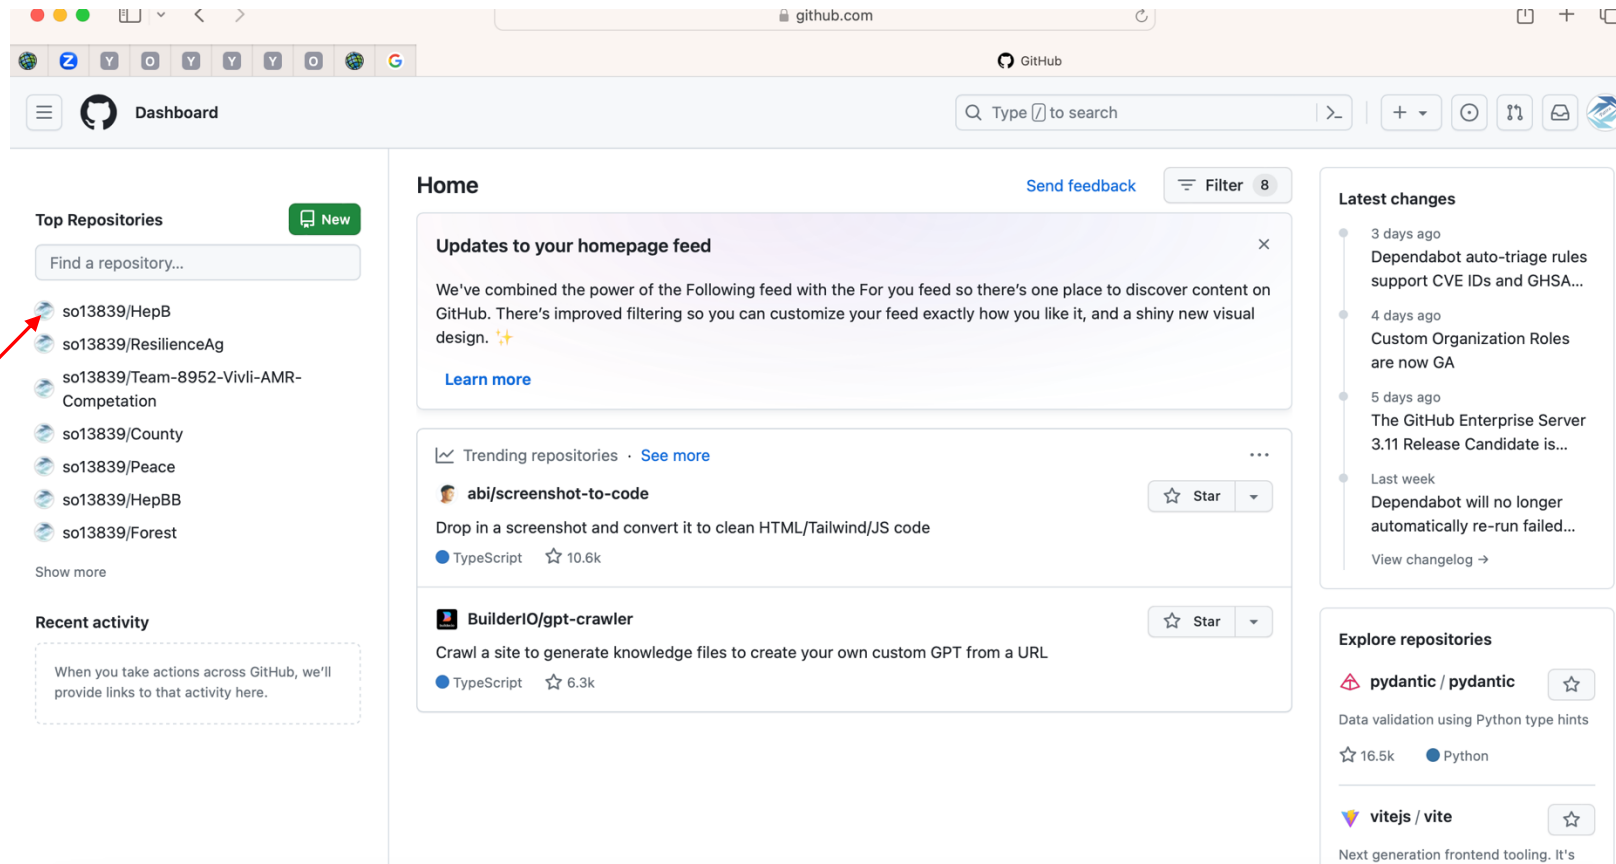 github.com
Z Y O Y Y Y O G
GitHub
Dashboard
Type / to search
Home
Send feedback
Filter 8
Top Repositories
New
Find a repository...
so13839/HepB
so13839/ResilienceAg
so13839/Team-8952-Vivli-AMR-
Competation
so13839/County
so13839/Peace
so13839/HepBB
so13839/Forest
Show more
Recent activity
When you take actions across GitHub, we'll
provide links to that activity here.
Updates to your homepage feed
We've combined the power of the Following feed with the For you feed so there's one place to discover content on
GitHub. There's improved filtering so you can customize your feed exactly how you like it, and a shiny new visual
design. ✨
Learn more
Trending repositories · See more
abi/screenshot-to-code
Star
Drop in a screenshot and convert it to clean HTML/Tailwind/JS code
TypeScript 10.6k
BuilderIO/gpt-crawler
Star
Crawl a site to generate knowledge files to create your own custom GPT from a URL
TypeScript 6.3k
Latest changes
3 days ago
Dependabot auto-triage rules
support CVE IDs and GHSA...
4 days ago
Custom Organization Roles
are now GA
5 days ago
The GitHub Enterprise Server
3.11 Release Candidate is...
Last week
Dependabot will no longer
automatically re-run failed...
View changelog →
Explore repositories
pydantic / pydantic
Data validation using Python type hints
16.5k Python
vitejs / vite
Next generation frontend tooling. It's